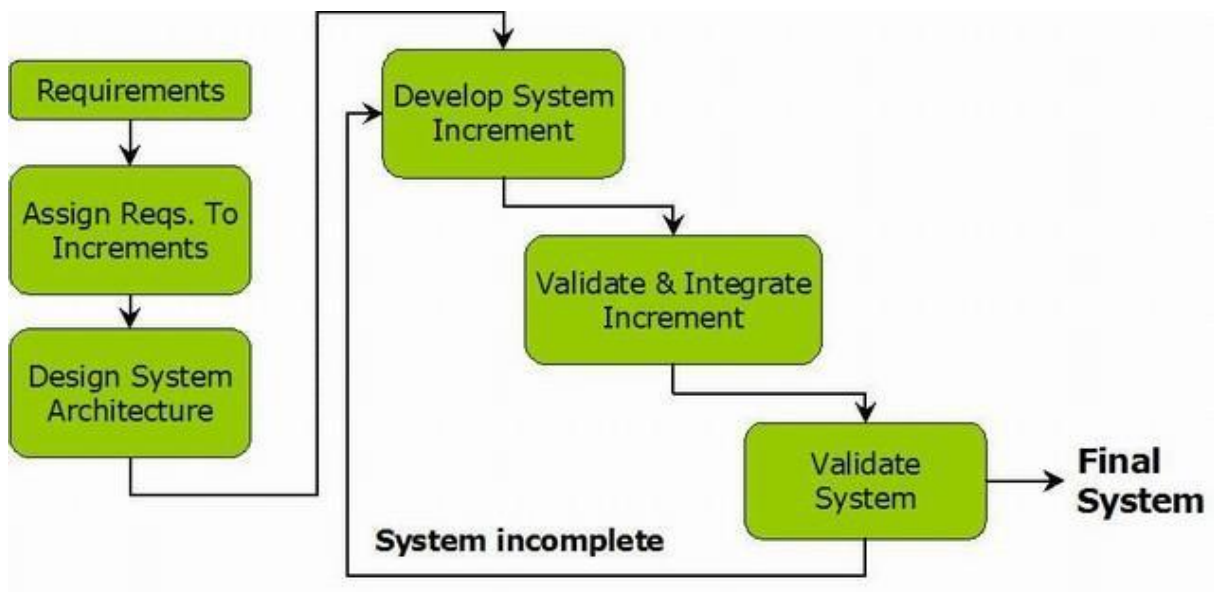 Requirements
Assign Reqs. To
Increments
Design System
Architecture
Develop System
Increment
Validate & Integrate
Increment
Validate
System
Final
System
System incomplete